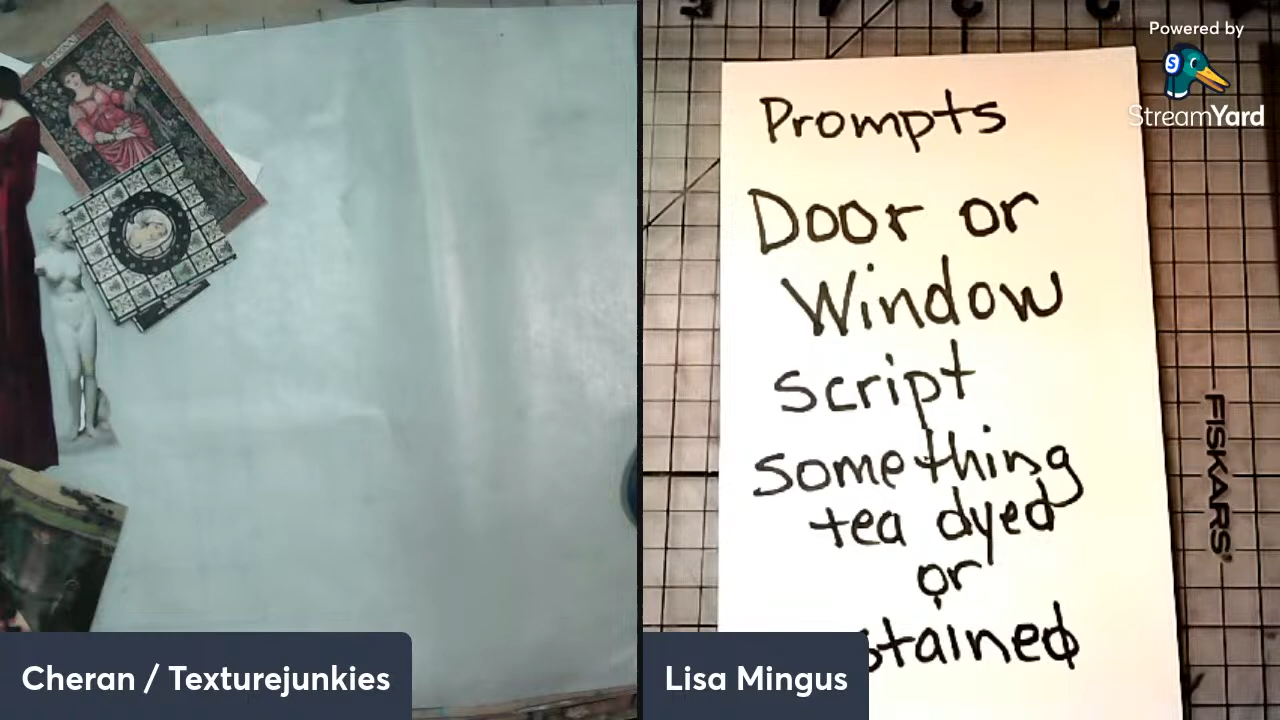 Powered by
StreamYard
Prompts
Door or
Window
script
something
tea dyed
or
stained
FISKARS
Cheran / Texturejunkies
Lisa Mingus